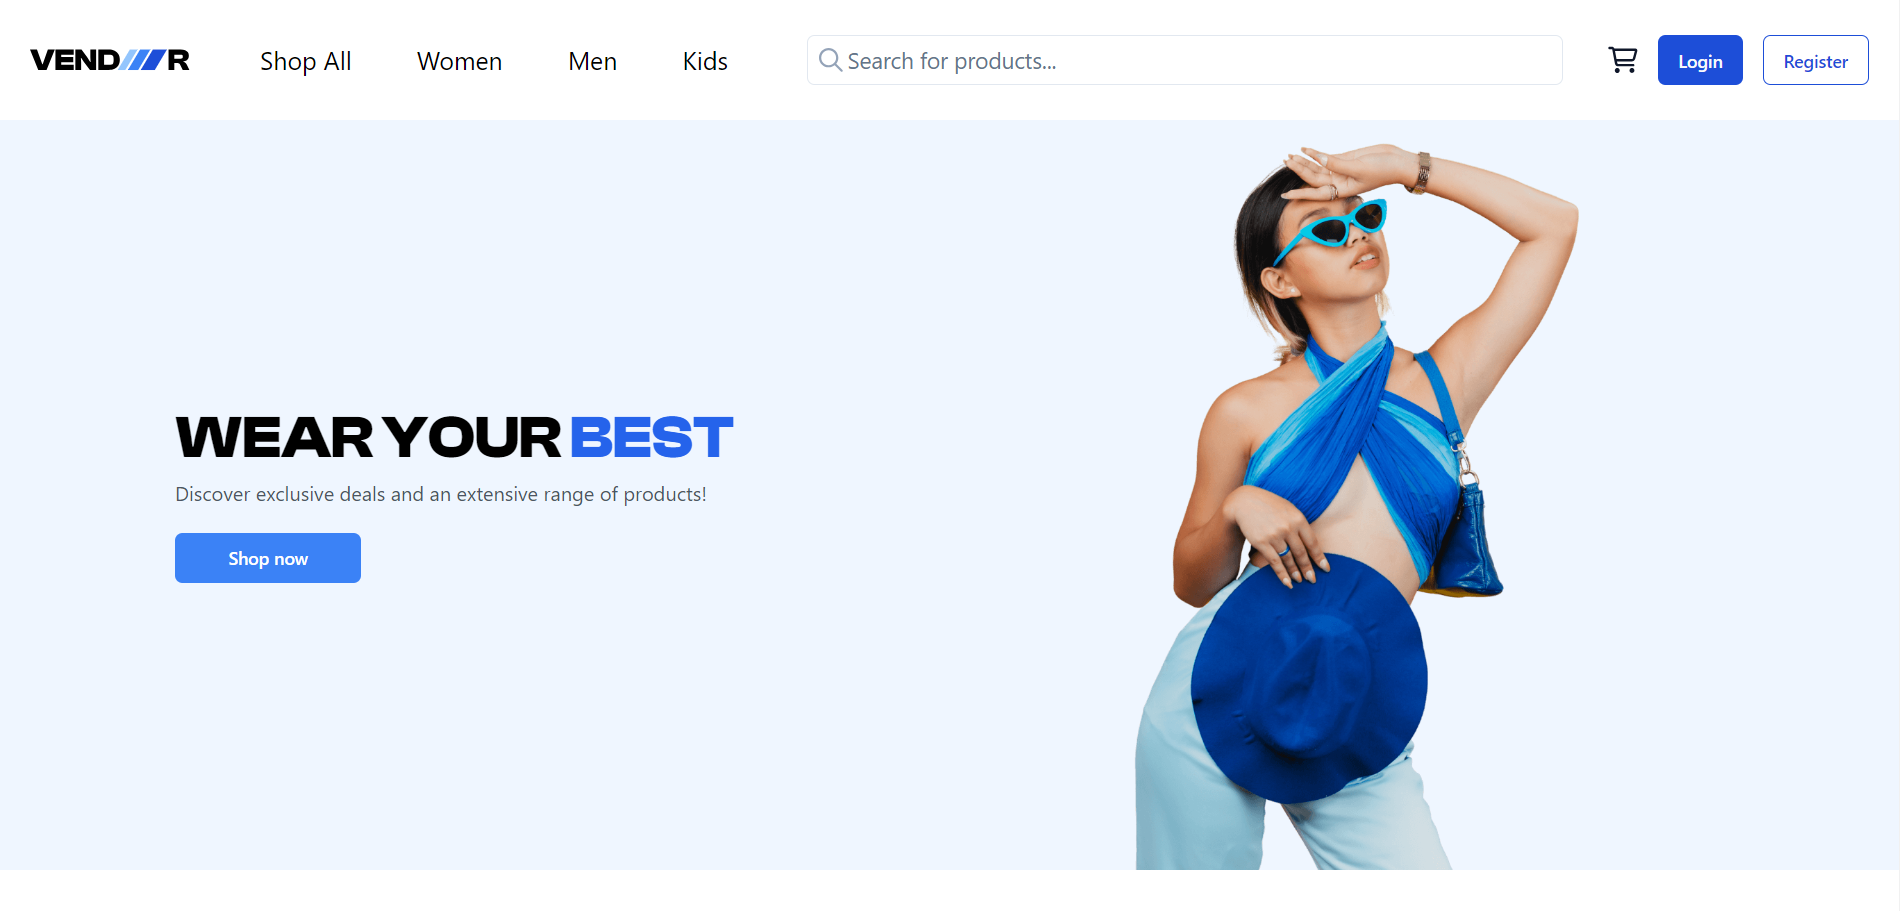 VEND///R
Shop All
Women
Men
Kids
Search for products...
Login
Register
WEAR YOUR BEST
Discover exclusive deals and an extensive range of products!
Shop now